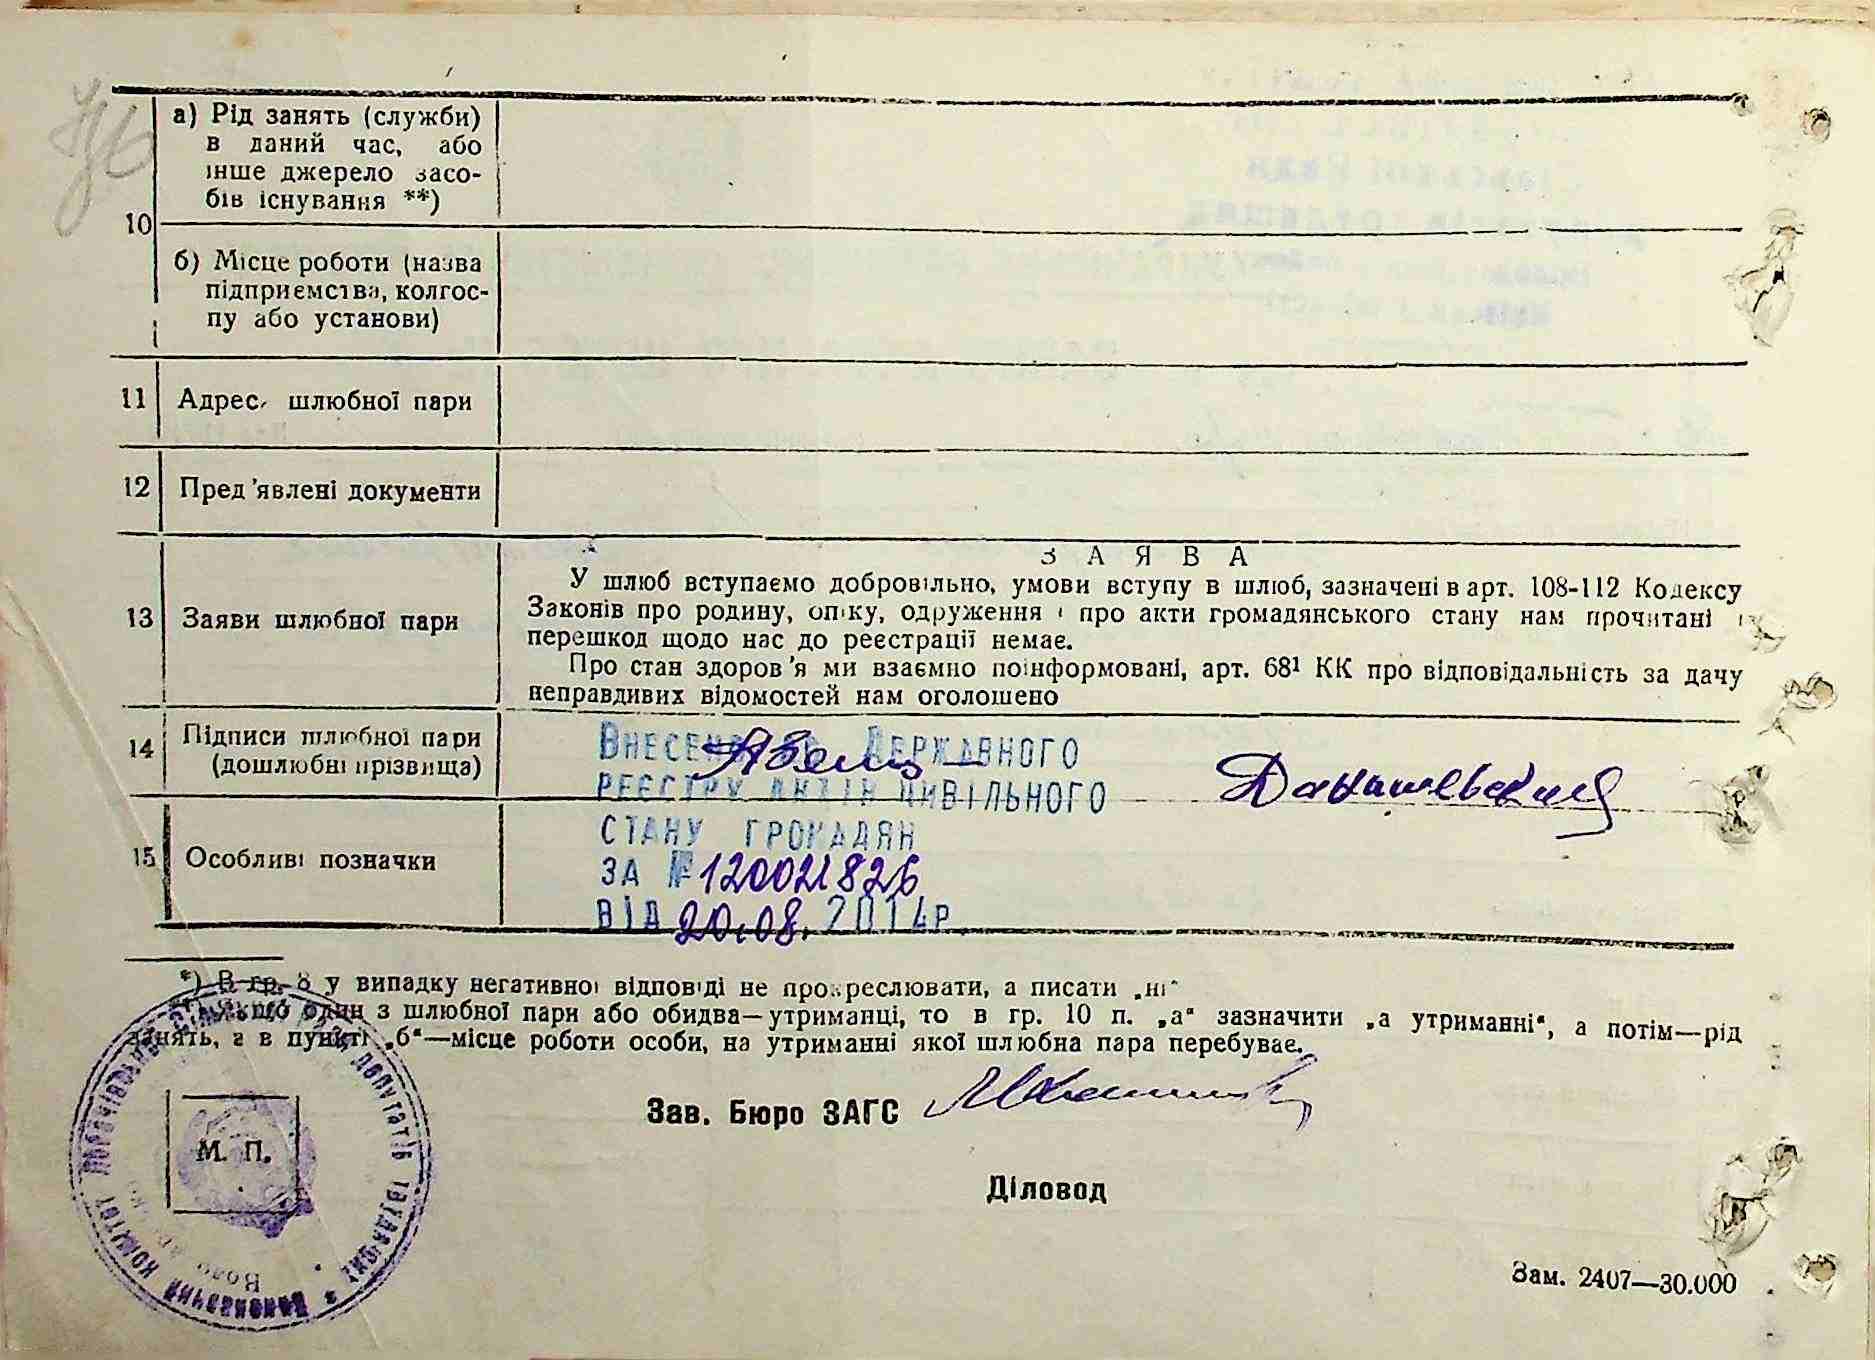 а) Рід занять (служби)
в даний час, або
інше джерело засо-
бів існування **)
10
б) Місце роботи (назва
підприємства, колгос-
пу або установи)
11 Адрес шлюбної пари
12 Пред'явлені документи
ЗАЯВА
У шлюб вступаємо добровільно, умови вступу в шлюб, зазначені в арт. 108-112 Кодексу
13 Заяви шлюбної пари Законів про родину, опіку, одруження і про акти громадянського стану нам прочитані і
перешкод щодо нас до реєстрації немає.
Про стан здоров'я ми взаємно поінформовані, арт. 68¹ КК про відповідальність за дачу
неправдивих відомостей нам оголошено
14 Підписи шлюбної пари
(дошлюбні прізвища)
Внесено до Державного
реєстру актів цивільного
стану громадян
за № 120021826
від 20.08.2014р
15 Особливі позначки
*) В гр. 8 у випадку негативної відповіді не прокреслювати, а писати „ні"
**) Якщо один з шлюбної пари або обидва—утриманці, то в гр. 10 п. „а" зазначити „а утриманні", а потім—рід
занять, а в пункті „б"—місце роботи особи, на утриманні якої шлюбна пара перебуває.
Зав. Бюро ЗАГС
М. П.
Діловод
Зам. 2407—30.000